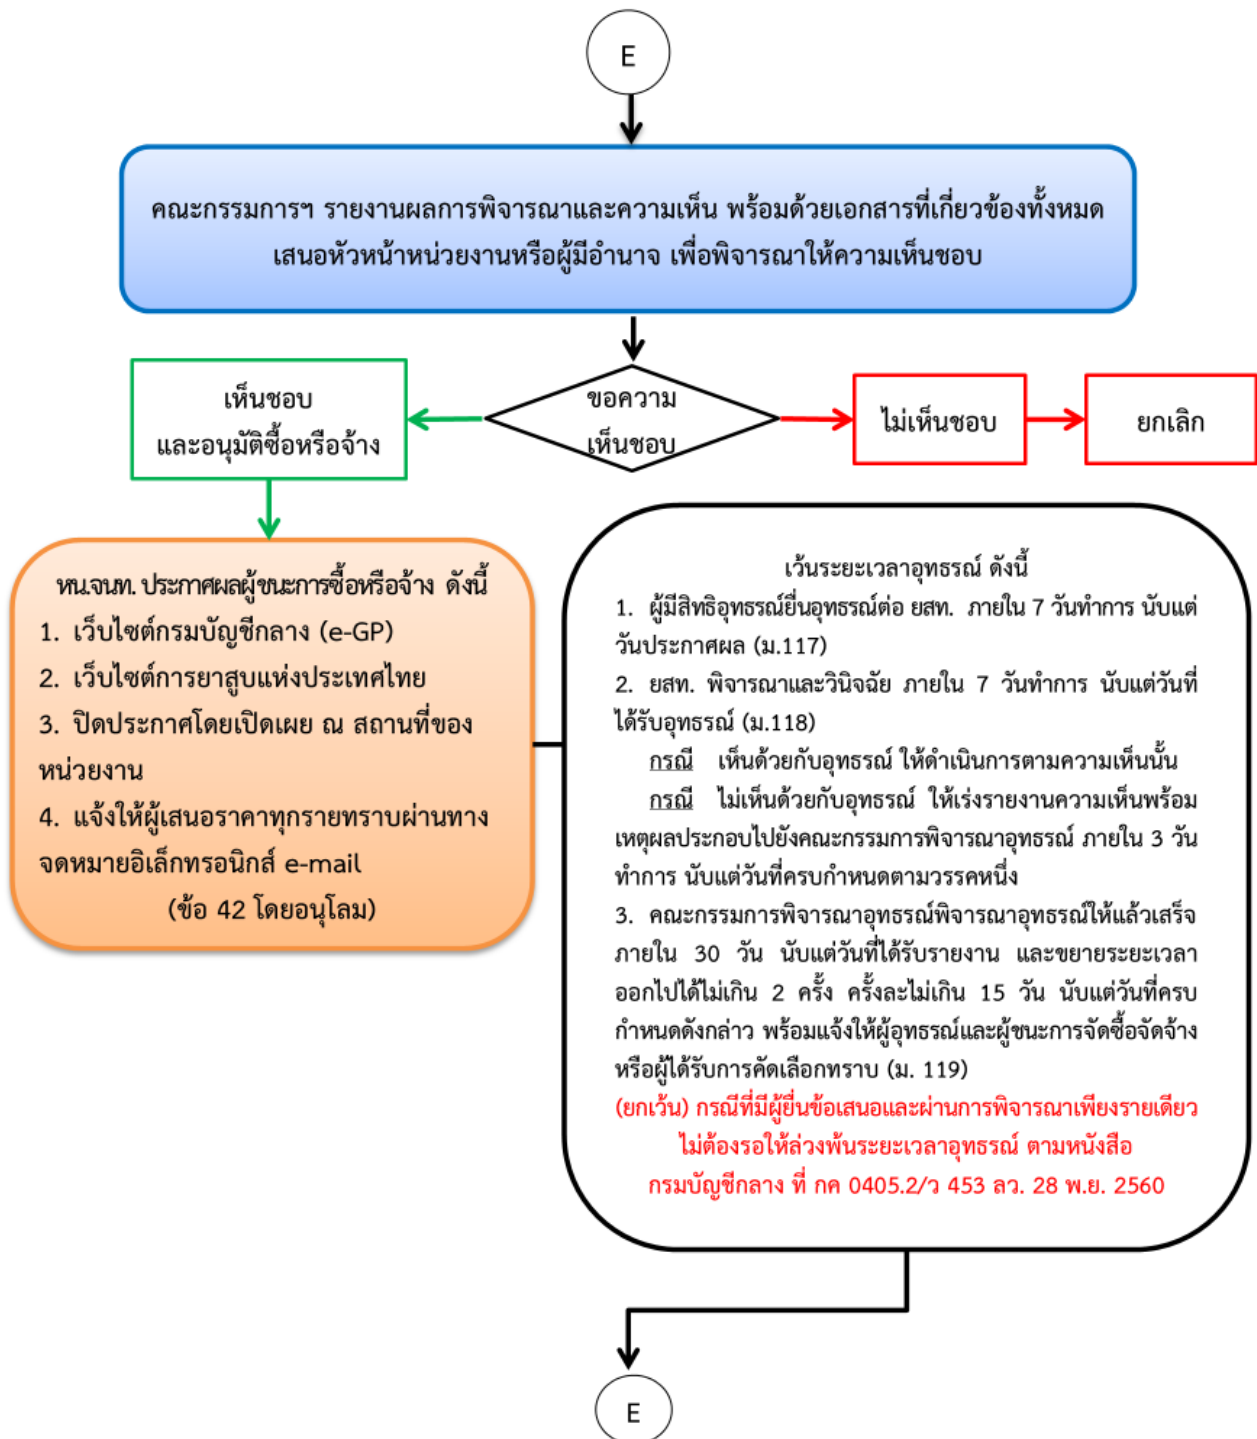 E
คณะกรรมการฯ รายงานผลการพิจารณาและความเห็น พร้อมด้วยเอกสารที่เกี่ยวข้องทั้งหมด
เสนอหัวหน้าหน่วยงานหรือผู้มีอำนาจ เพื่อพิจารณาให้ความเห็นชอบ
เห็นชอบ
และอนุมัติซื้อหรือจ้าง
ขอความ
เห็นชอบ
ไม่เห็นชอบ
ยกเลิก
หน.จนท. ประกาศผลผู้ชนะการซื้อหรือจ้าง ดังนี้
1. เว็บไซต์กรมบัญชีกลาง (e-GP)
2. เว็บไซต์การยาสูบแห่งประเทศไทย
3. ปิดประกาศโดยเปิดเผย ณ สถานที่ของ
หน่วยงาน
4. แจ้งให้ผู้เสนอราคาทุกรายทราบผ่านทาง
จดหมายอิเล็กทรอนิกส์ e-mail
(ข้อ 42 โดยอนุโลม)
เว้นระยะเวลาอุทธรณ์ ดังนี้
1. ผู้มีสิทธิอุทธรณ์ยื่นอุทธรณ์ต่อ ยสท. ภายใน 7 วันทำการ นับแต่
วันประกาศผล (ม.117)
2. ยสท. พิจารณาและวินิจฉัย ภายใน 7 วันทำการ นับแต่วันที่
ได้รับอุทธรณ์ (ม.118)
กรณี เห็นด้วยกับอุทธรณ์ ให้ดำเนินการตามความเห็นนั้น
กรณี ไม่เห็นด้วยกับอุทธรณ์ ให้เร่งรายงานความเห็นพร้อม
เหตุผลประกอบไปยังคณะกรรมการพิจารณาอุทธรณ์ ภายใน 3 วัน
ทำการ นับแต่วันที่ครบกำหนดตามวรรคหนึ่ง
3. คณะกรรมการพิจารณาอุทธรณ์พิจารณาอุทธรณ์ให้แล้วเสร็จ
ภายใน 30 วัน นับแต่วันที่ได้รับรายงาน และขยายระยะเวลา
ออกไปได้ไม่เกิน 2 ครั้ง ครั้งละไม่เกิน 15 วัน นับแต่วันที่ครบ
กำหนดดังกล่าว พร้อมแจ้งให้ผู้อุทธรณ์และผู้ชนะการจัดซื้อจัดจ้าง
หรือผู้ได้รับการคัดเลือกทราบ (ม. 119)
(ยกเว้น) กรณีที่มีผู้ยื่นข้อเสนอและผ่านการพิจารณาเพียงรายเดียว
ไม่ต้องรอให้ล่วงพ้นระยะเวลาอุทธรณ์ ตามหนังสือ
กรมบัญชีกลาง ที่ กค 0405.2/ว 453 ลว. 28 พ.ย. 2560
E